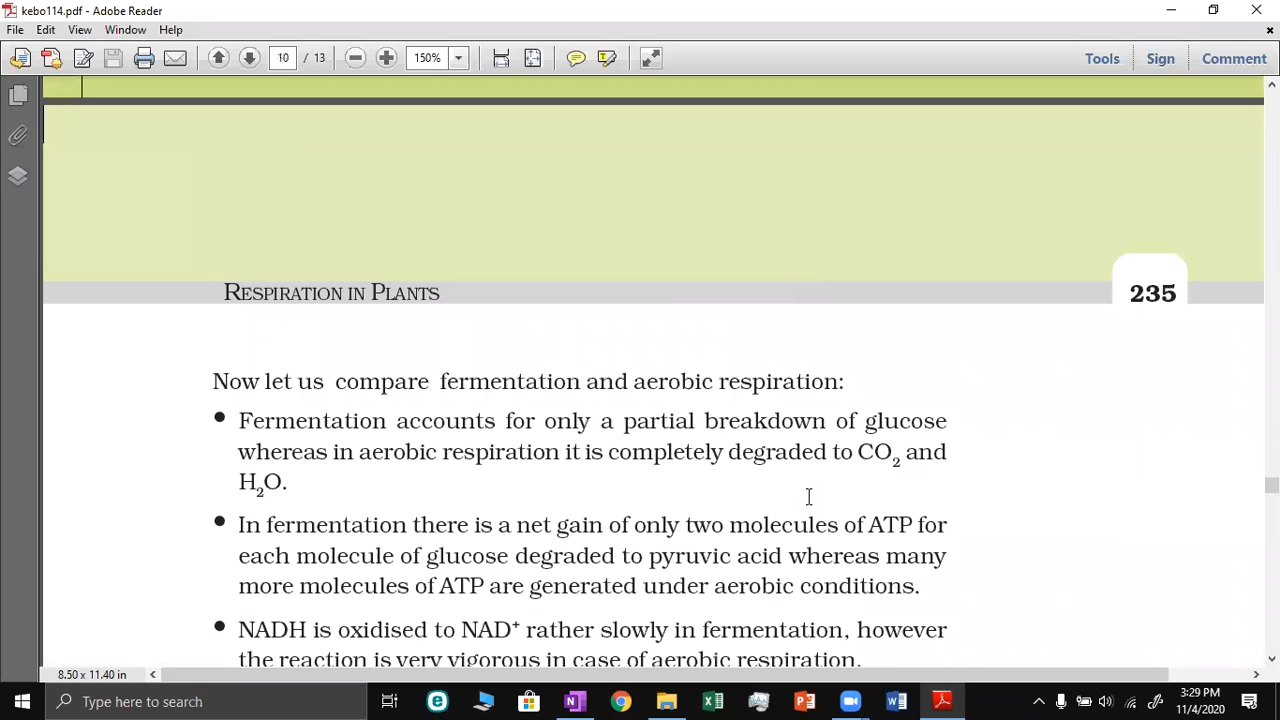 kebo114.pdf - Adobe Reader
File Edit View Window Help
10 / 13 150% Tools Sign Comment
RESPIRATION IN PLANTS 235
Now let us compare fermentation and aerobic respiration:
• Fermentation accounts for only a partial breakdown of glucose
whereas in aerobic respiration it is completely degraded to CO₂ and
H₂O.
• In fermentation there is a net gain of only two molecules of ATP for
each molecule of glucose degraded to pyruvic acid whereas many
more molecules of ATP are generated under aerobic conditions.
• NADH is oxidised to NAD⁺ rather slowly in fermentation, however
the reaction is very vigorous in case of aerobic respiration.
8.50 x 11.40 in
Type here to search
3:29 PM
11/4/2020